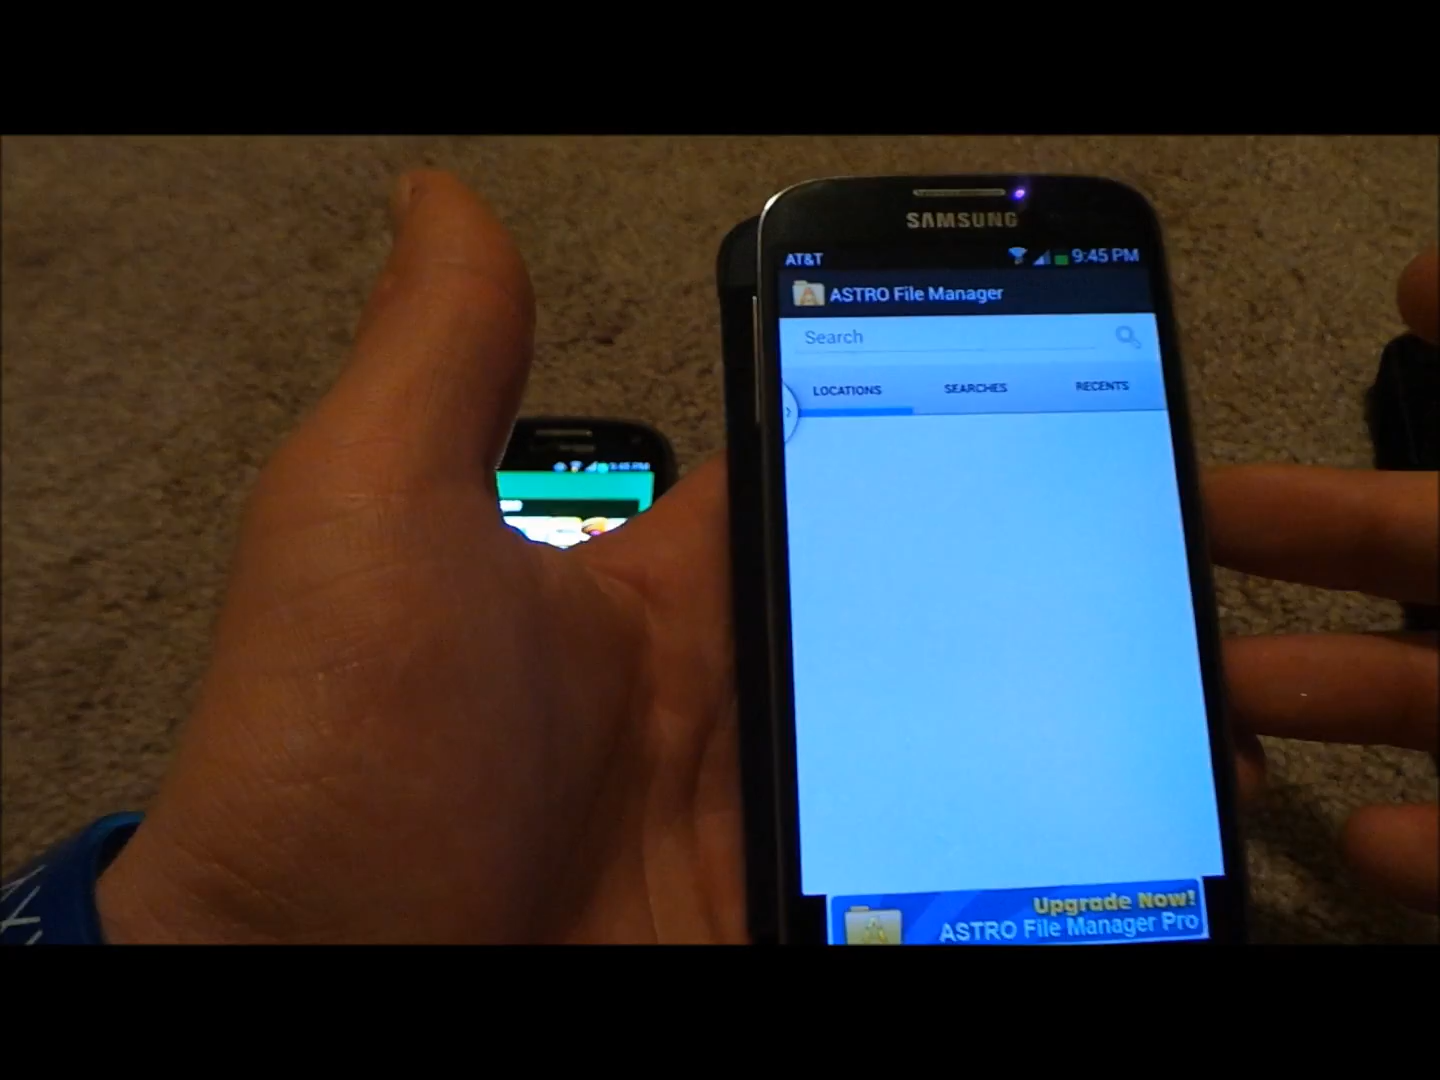 SAMSUNG
AT&T 9:45 PM
ASTRO File Manager
Search
LOCATIONS SEARCHES RECENTS
Upgrade Now!
ASTRO File Manager Pro